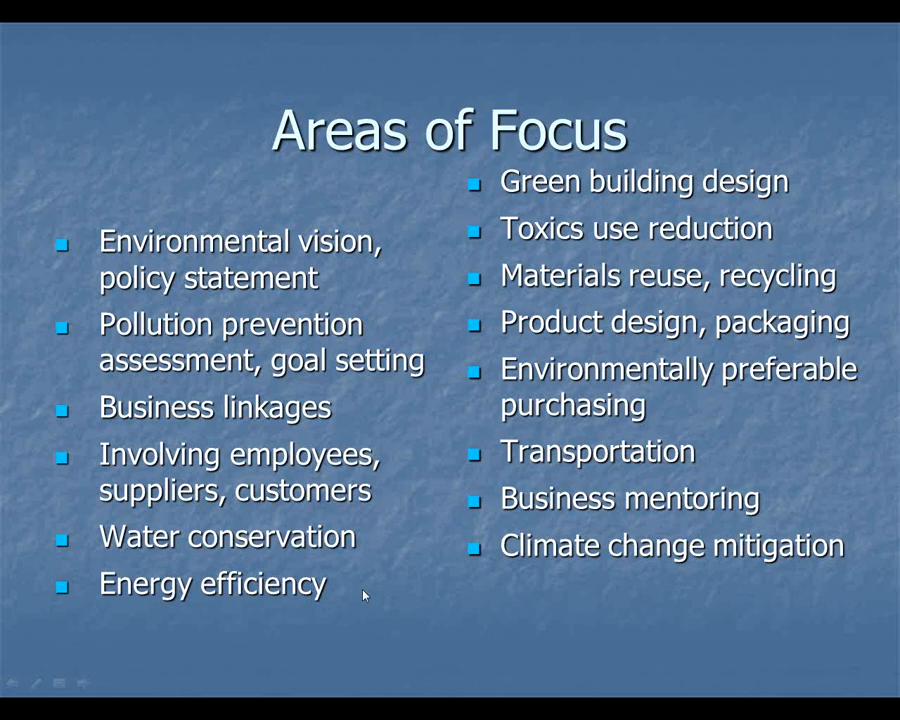 Areas of Focus
Environmental vision,
policy statement
Pollution prevention
assessment, goal setting
Business linkages
Involving employees,
suppliers, customers
Water conservation
Energy efficiency
Green building design
Toxics use reduction
Materials reuse, recycling
Product design, packaging
Environmentally preferable
purchasing
Transportation
Business mentoring
Climate change mitigation